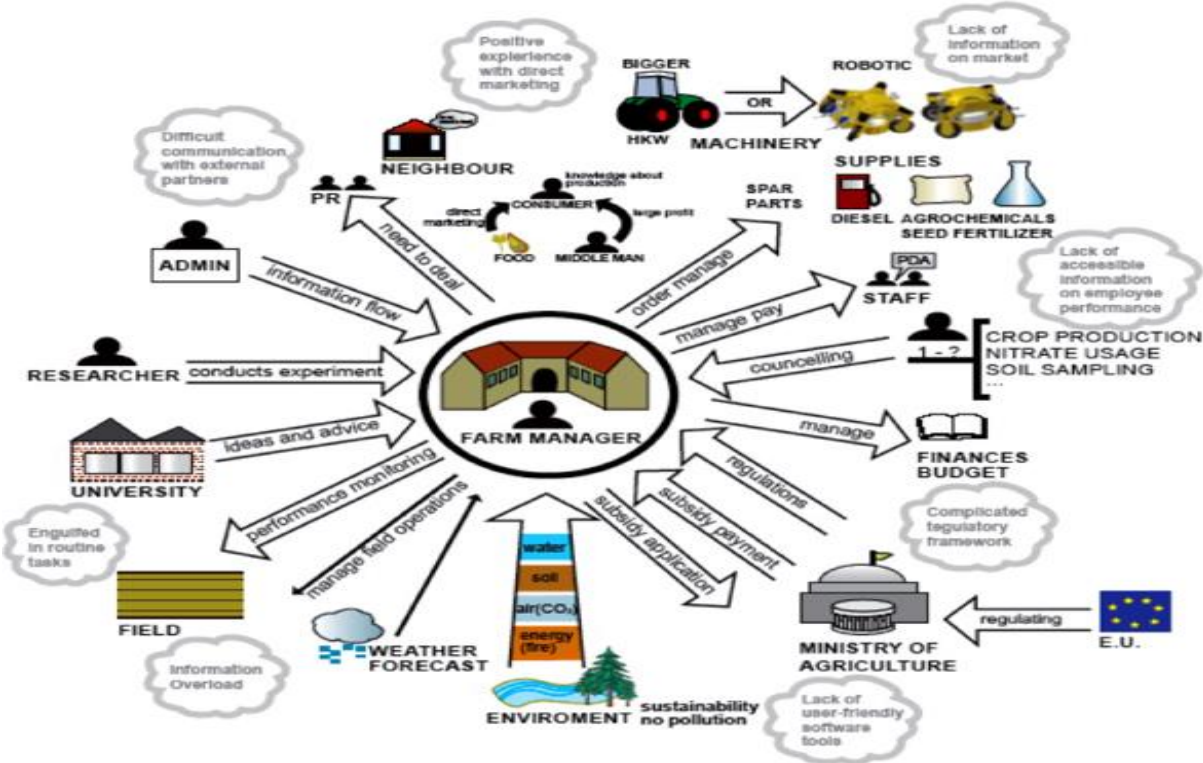 Positive
explerience
with direct
marketing
Lack of
information
on market
BIGGER
HKW
OR
MACHINERY
ROBOTIC
Difficult
communication
with external
partners
NEIGHBOUR
PR
knowledge about
production
CONSUMER
direct
marketing
large profit
FOOD
MIDDLE MAN
SPAR
PARTS
SUPPLIES
DIESEL
AGROCHEMICALS
SEED FERTILIZER
ADMIN
information flow
need to deal
order manage
manage pay
PDA
STAFF
Lack of
accessible
information
on employee
performance
RESEARCHER
conducts experiment
FARM MANAGER
councelling
1 - ?
CROP PRODUCTION
NITRATE USAGE
SOIL SAMPLING
...
UNIVERSITY
ideas and advice
manage
FINANCES
BUDGET
Engulfed
in routine
tasks
performance monitoring
manage field operations
regulations
subsidy payment
subsidy application
Complicated
tegulatory
framework
FIELD
Information
Overload
WEATHER
FORECAST
water
soil
air(CO₂)
energy
(fire)
ENVIROMENT
sustainability
no pollution
MINISTRY OF
AGRICULTURE
regulating
E.U.
Lack of
user-friendly
software
tools